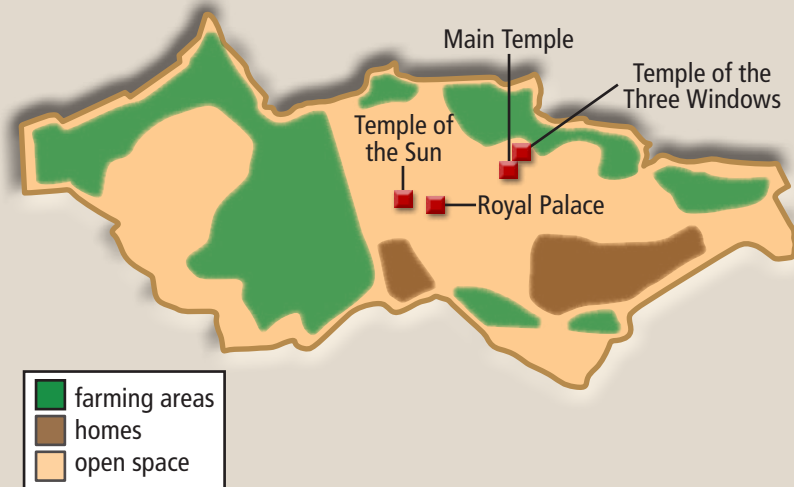 Main Temple
Temple of the
Three Windows
Temple of
the Sun
Royal Palace
farming areas
homes
open space